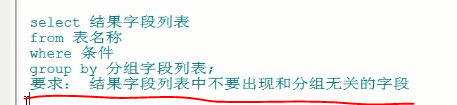 select 结果字段列表
from 表名称
where 条件
group by 分组字段列表;
要求： 结果字段列表中不要出现和分组无关的字段